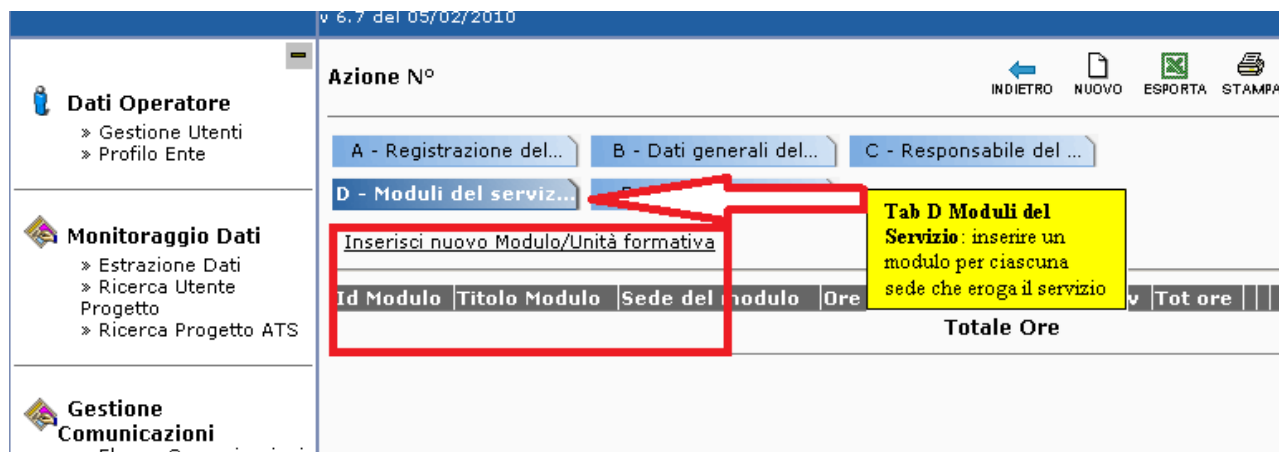 v 6.7 del 05/02/2010
Dati Operatore
» Gestione Utenti
» Profilo Ente
Monitoraggio Dati
» Estrazione Dati
» Ricerca Utente
Progetto
» Ricerca Progetto ATS
Gestione
Comunicazioni
Azione N°
INDIETRO NUOVO ESPORTA STAMPA
A - Registrazione del... B - Dati generali del... C - Responsabile del ...
D - Moduli del serviz...
Tab D Moduli del
Servizio: inserire un
modulo per ciascuna
sede che eroga il servizio
Inserisci nuovo Modulo/Unità formativa
Id Modulo Titolo Modulo Sede del modulo Ore v Tot ore
Totale Ore